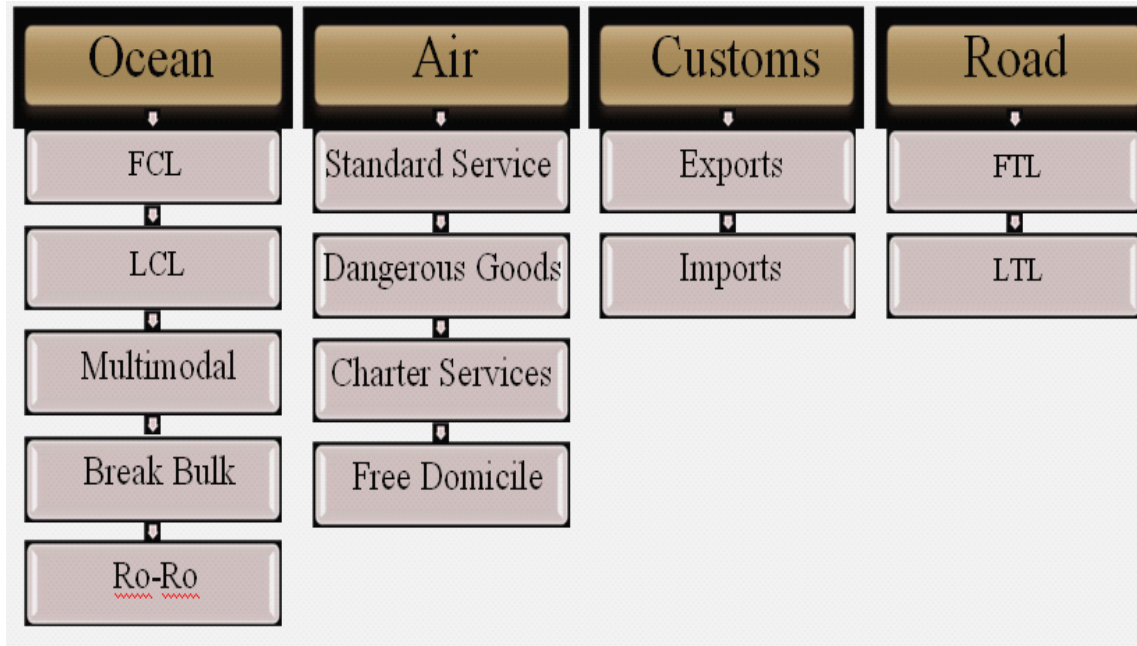 Ocean
FCL
LCL
Multimodal
Break Bulk
Ro-Ro
Air
Standard Service
Dangerous Goods
Charter Services
Free Domicile
Customs
Exports
Imports
Road
FTL
LTL